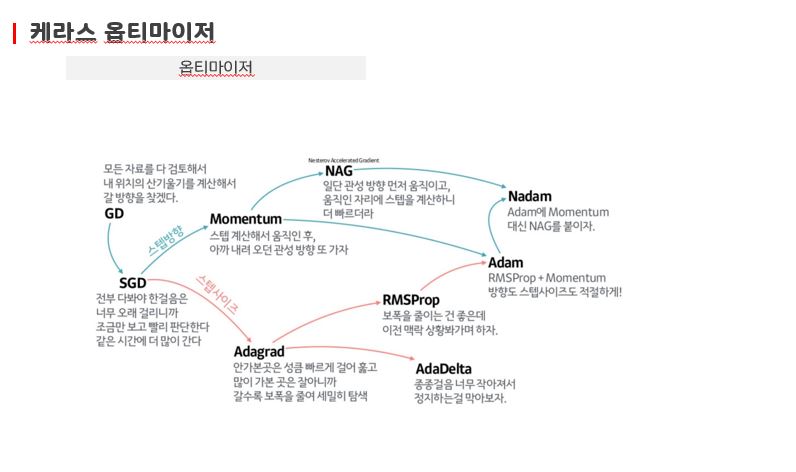 케라스 옵티마이저
옵티마이저
모든 자료를 다 검토해서
내 위치의 산기울기를 계산해서
갈 방향을 찾겠다.
GD
스텝방향
SGD
전부 다봐야 한걸음은
너무 오래 걸리니까
조금만 보고 빨리 판단한다
같은 시간에 더 많이 간다
스텝사이즈
Momentum
스텝 계산해서 움직인 후,
아까 내려 오던 관성 방향 또 가자
Nesterov Accelerated Gradient
NAG
일단 관성 방향 먼저 움직이고,
움직인 자리에 스텝을 계산하니
더 빠르더라
Nadam
Adam에 Momentum
대신 NAG를 붙이자.
Adam
RMSProp + Momentum
방향도 스텝사이즈도 적절하게!
RMSProp
보폭을 줄이는 건 좋은데
이전 맥락 상황봐가며 하자.
Adagrad
안가본곳은 성큼 빠르게 걸어 훓고
많이 가본 곳은 잘아니까
갈수록 보폭을 줄여 세밀히 탐색
AdaDelta
종종걸음 너무 작아져서
정지하는걸 막아보자.